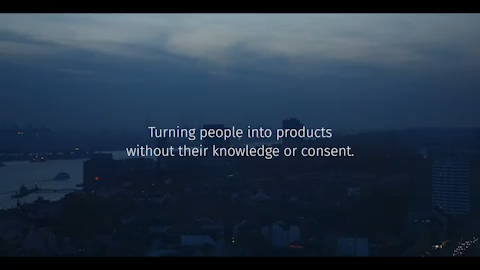 Turning people into products
without their knowledge or consent.